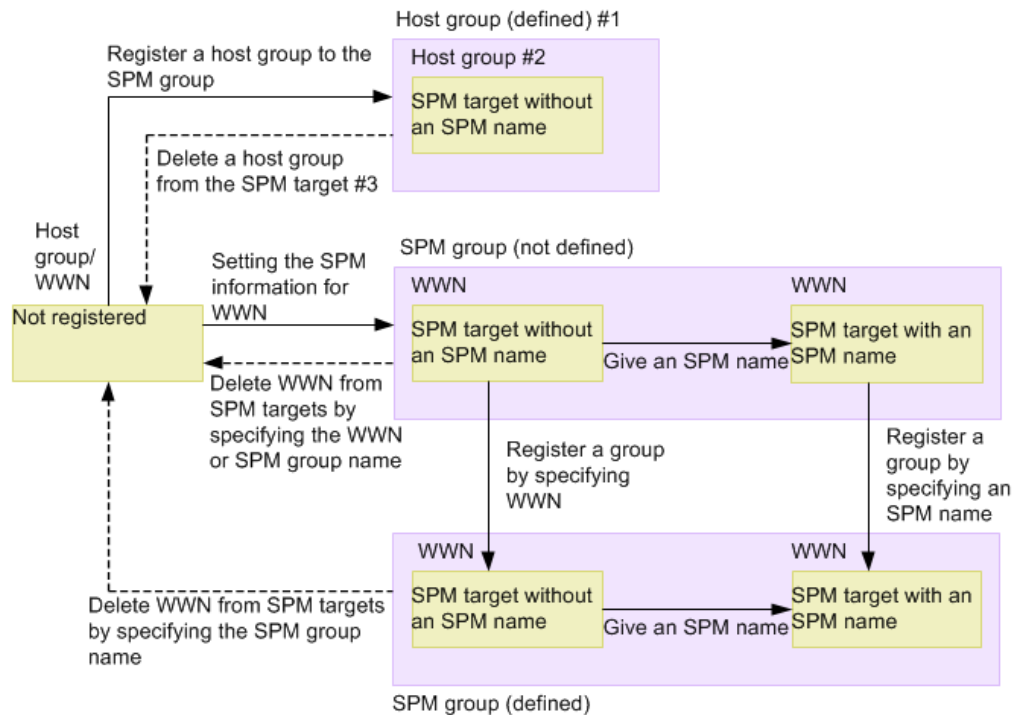 Host group (defined) #1
Register a host group to the
SPM group
Host group #2
SPM target without
an SPM name
Delete a host group
from the SPM target #3
Host
group/
WWN
Not registered
Setting the SPM
information for
WWN
SPM group (not defined)
WWN
SPM target without
an SPM name
Give an SPM name
WWN
SPM target with an
SPM name
Delete WWN from
SPM targets by
specifying the WWN
or SPM group name
Register a group
by specifying
WWN
Register a
group by
specifying an
SPM name
WWN
SPM target without
an SPM name
Give an SPM name
WWN
SPM target with an
SPM name
Delete WWN from SPM targets
by specifying the SPM group
name
SPM group (defined)